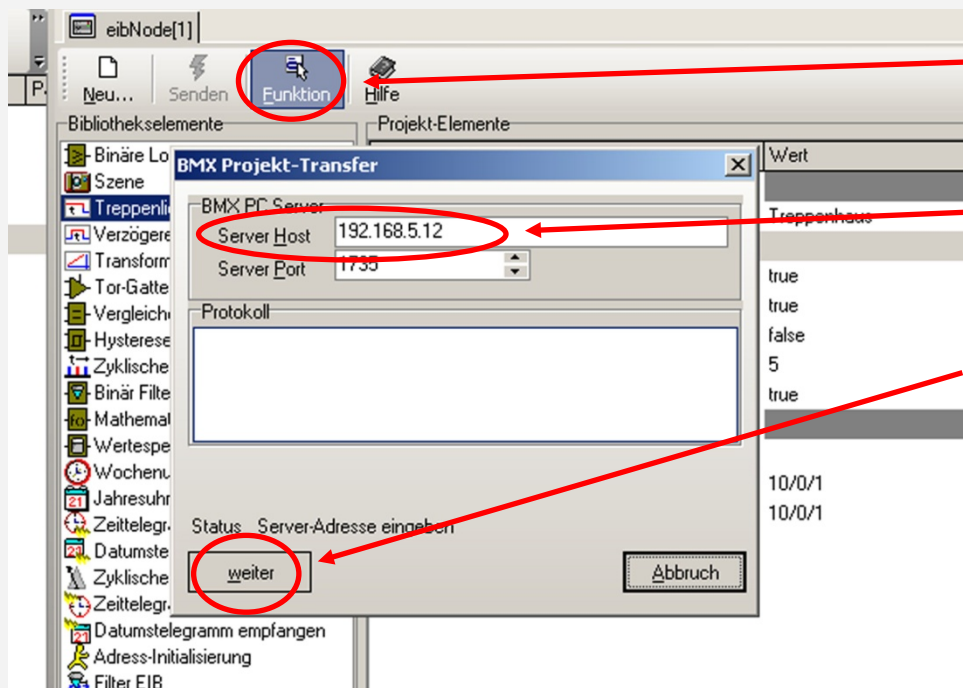 eibNode[1]
Neu... Senden Funktion Hilfe
P.
Bibliothekselemente Projekt-Elemente
Wert
Binäre Lo
Szene
Treppenli
Verzögere
Transform
Tor-Gatte
Vergleich
Hysterese
Zyklische
Binär Filte
Mathemat
Wertespe
Wochenu
Jahresuhr
Zeittelegr.
Datumste
Zyklische
Zeittelegr.
Datumstelegramm empfangen
Adress-Initialisierung
Filter EIB
BMX Projekt-Transfer
BMX PC Server
Server Host 192.168.5.12
Server Port 1735
Protokoll
Status Server-Adresse eingeben
weiter Abbruch
Treppenhaus
true
true
false
5
true
10/0/1
10/0/1